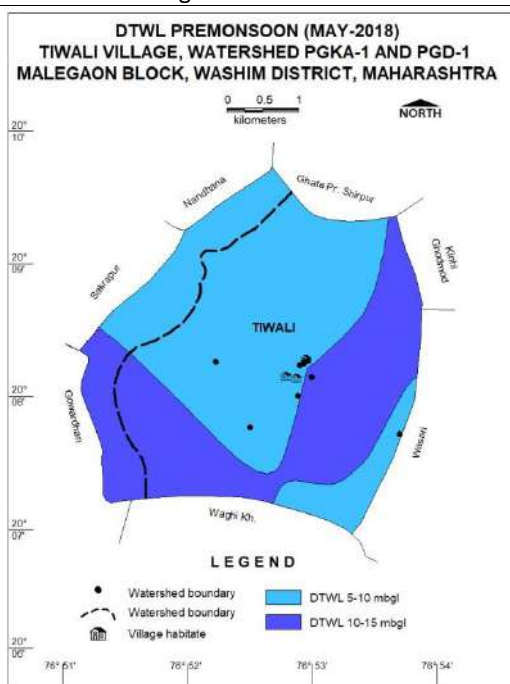 DTWL PREMONSOON (MAY-2018)
TIWALI VILLAGE, WATERSHED PGKA-1 AND PGD-1
MALEGAON BLOCK, WASHIM DISTRICT, MAHARASHTRA
0 0.5 1
kilometers
NORTH
20°
10'
Nandhana
Ghata Pr. Shirpur
Kinhi
Ghodmod
20°
09'
Sakrapur
TIWALI
Gowardhan
20°
08'
Wasari
20°
07'
Waghi Kh.
LEGEND
Watershed boundary
DTWL 5-10 mbgl
Watershed boundary
DTWL 10-15 mbgl
Village habitate
20°
06'
76° 51'
76° 52'
76° 53'
76° 54'